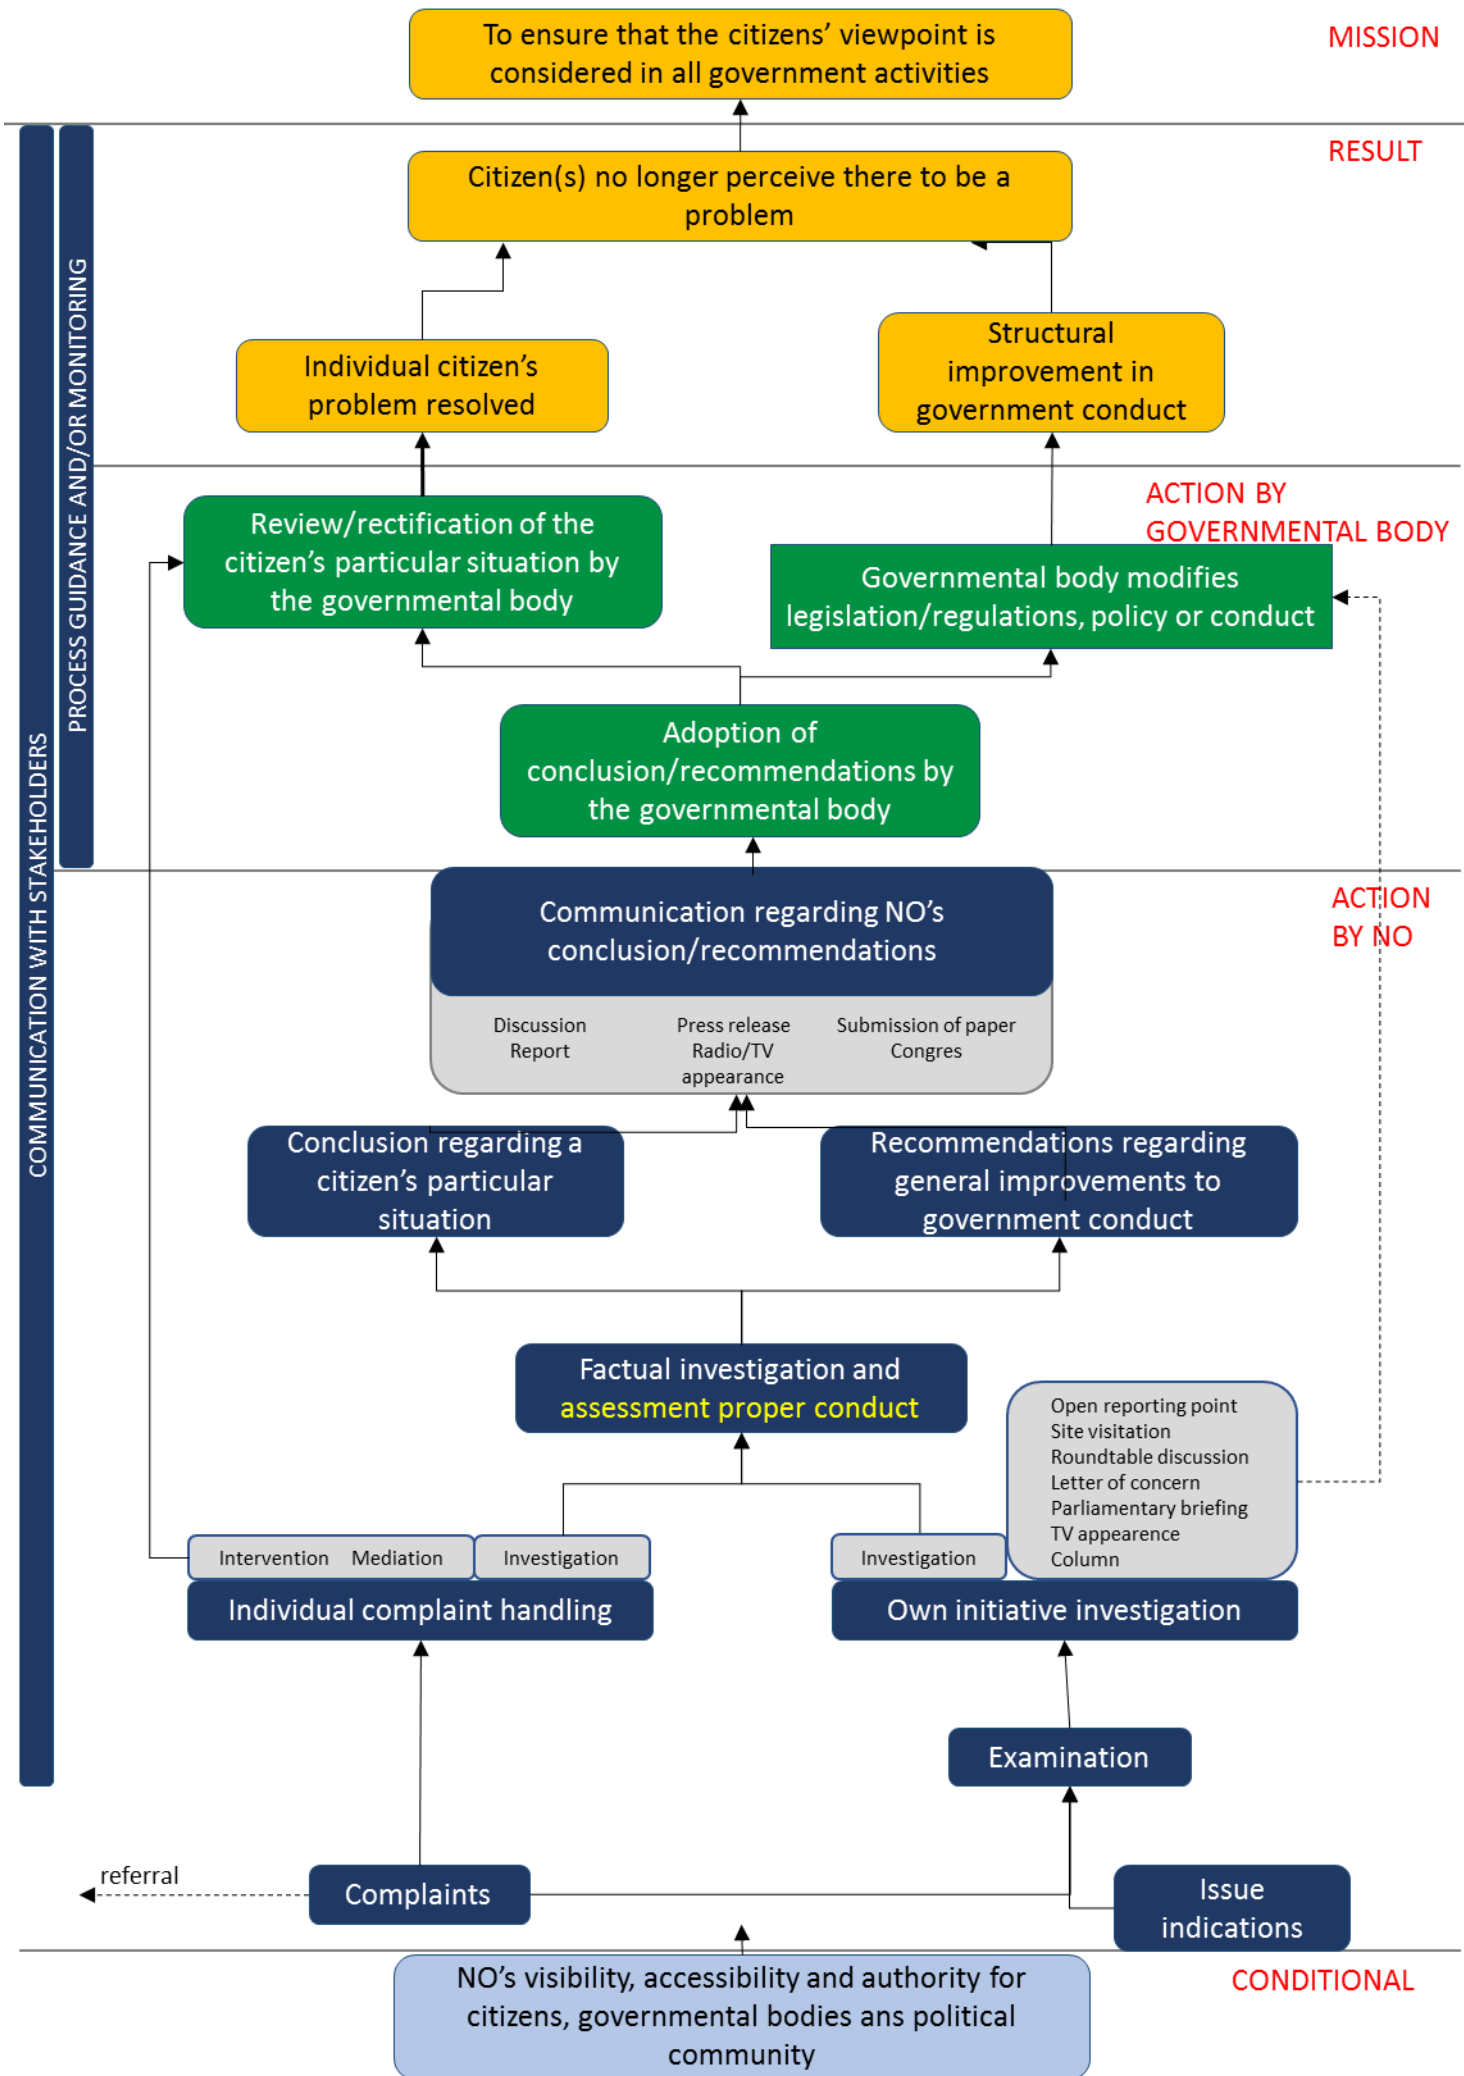 To ensure that the citizens’ viewpoint is
considered in all government activities
MISSION
RESULT
Citizen(s) no longer perceive there to be a
problem
Individual citizen’s
problem resolved
Structural
improvement in
government conduct
PROCESS GUIDANCE AND/OR MONITORING
COMMUNICATION WITH STAKEHOLDERS
ACTION BY
GOVERNMENTAL BODY
Review/rectification of the
citizen’s particular situation by
the governmental body
Governmental body modifies
legislation/regulations, policy or conduct
Adoption of
conclusion/recommendations by
the governmental body
ACTION
BY NO
Communication regarding NO’s
conclusion/recommendations
Discussion
Report
Press release
Radio/TV
appearance
Submission of paper
Congres
Conclusion regarding a
citizen’s particular
situation
Recommendations regarding
general improvements to
government conduct
Factual investigation and
assessment proper conduct
Open reporting point
Site visitation
Roundtable discussion
Letter of concern
Parliamentary briefing
TV appearence
Column
Intervention Mediation
Investigation
Investigation
Individual complaint handling
Own initiative investigation
Examination
referral
Complaints
Issue
indications
CONDITIONAL
NO’s visibility, accessibility and authority for
citizens, governmental bodies ans political
community